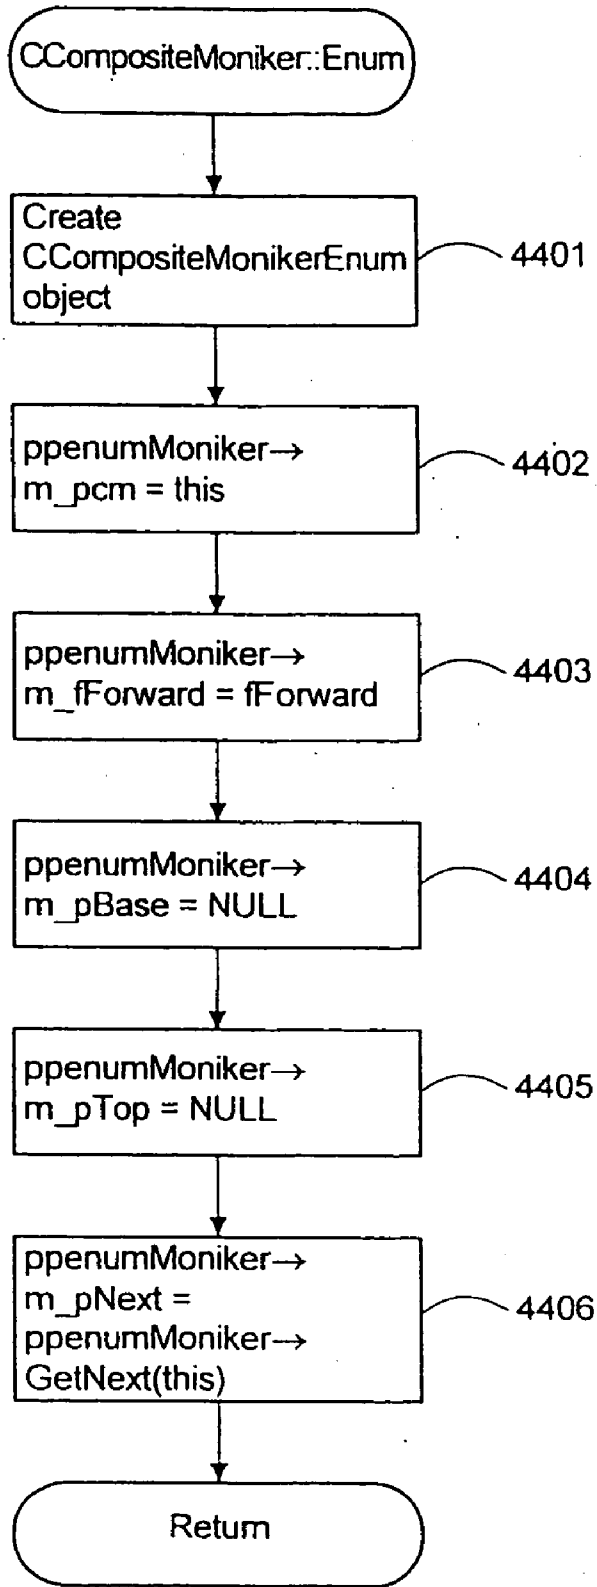 CCompositeMoniker::Enum
Create
CCompositeMonikerEnum
object
4401
ppenumMoniker→
m_pcm = this
4402
ppenumMoniker→
m_fForward = fForward
4403
ppenumMoniker→
m_pBase = NULL
4404
ppenumMoniker→
m_pTop = NULL
4405
ppenumMoniker→
m_pNext =
ppenumMoniker→
GetNext(this)
4406
Return